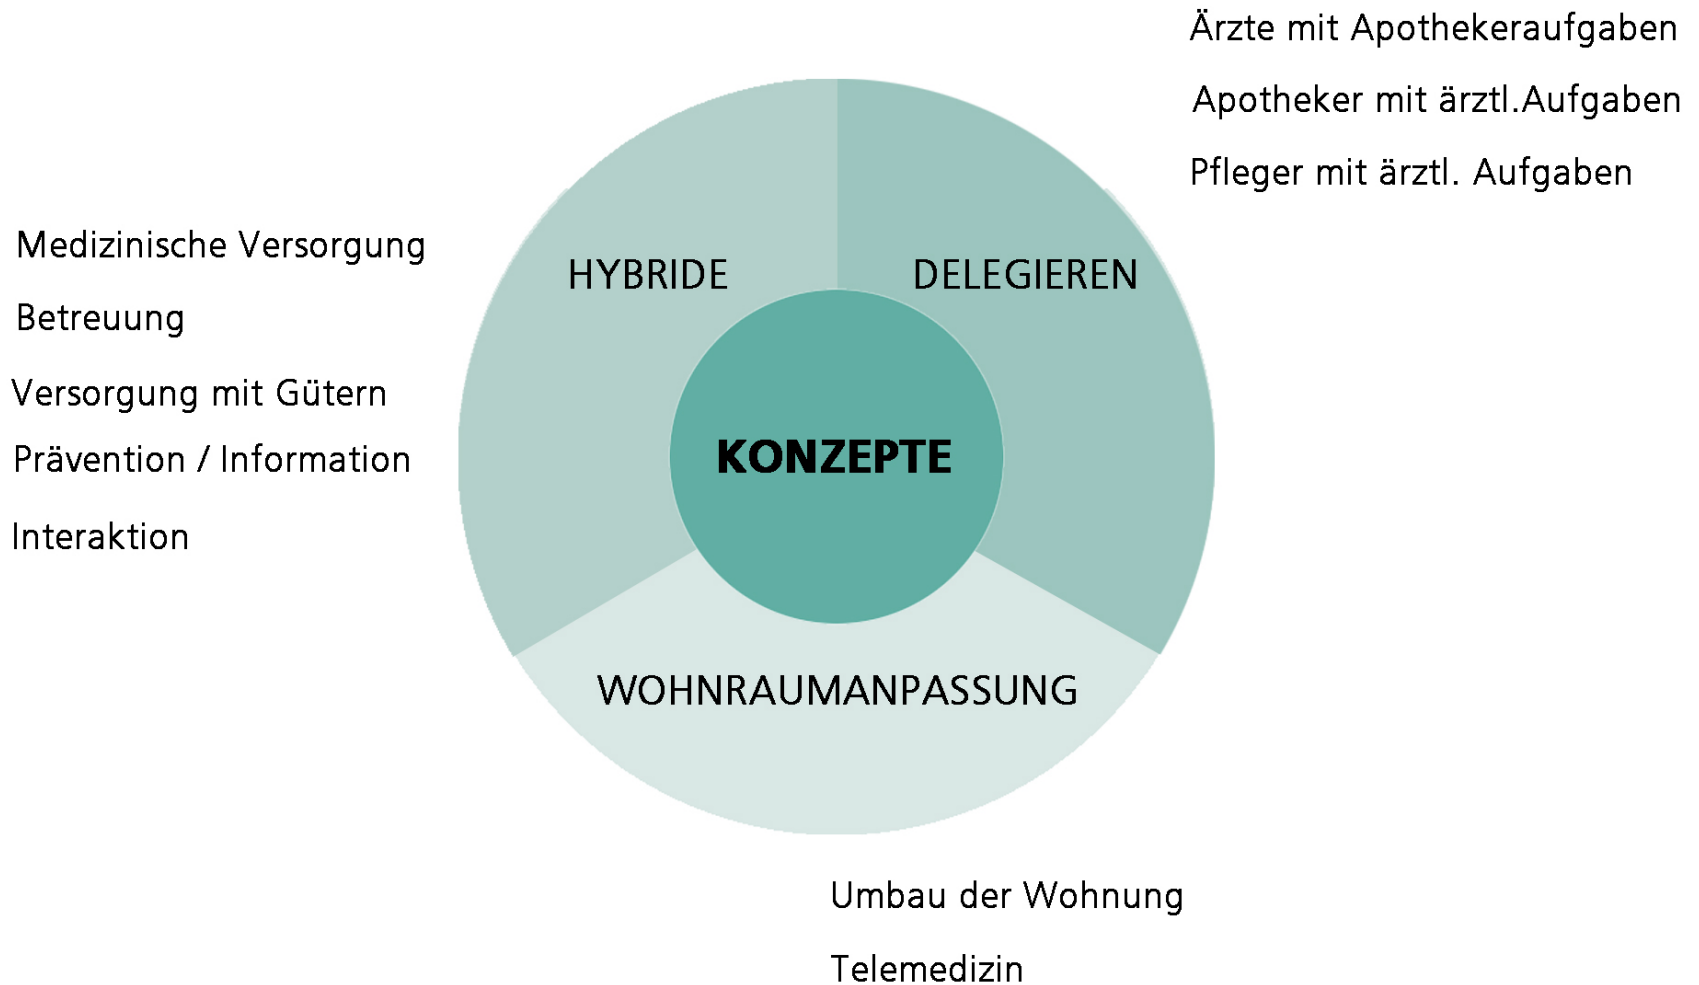 Ärzte mit Apothekeraufgaben
Apotheker mit ärztl.Aufgaben
Pfleger mit ärztl. Aufgaben
Medizinische Versorgung
Betreuung
Versorgung mit Gütern
Prävention / Information
Interaktion
HYBRIDE
DELEGIEREN
KONZEPTE
WOHNRAUMANPASSUNG
Umbau der Wohnung
Telemedizin